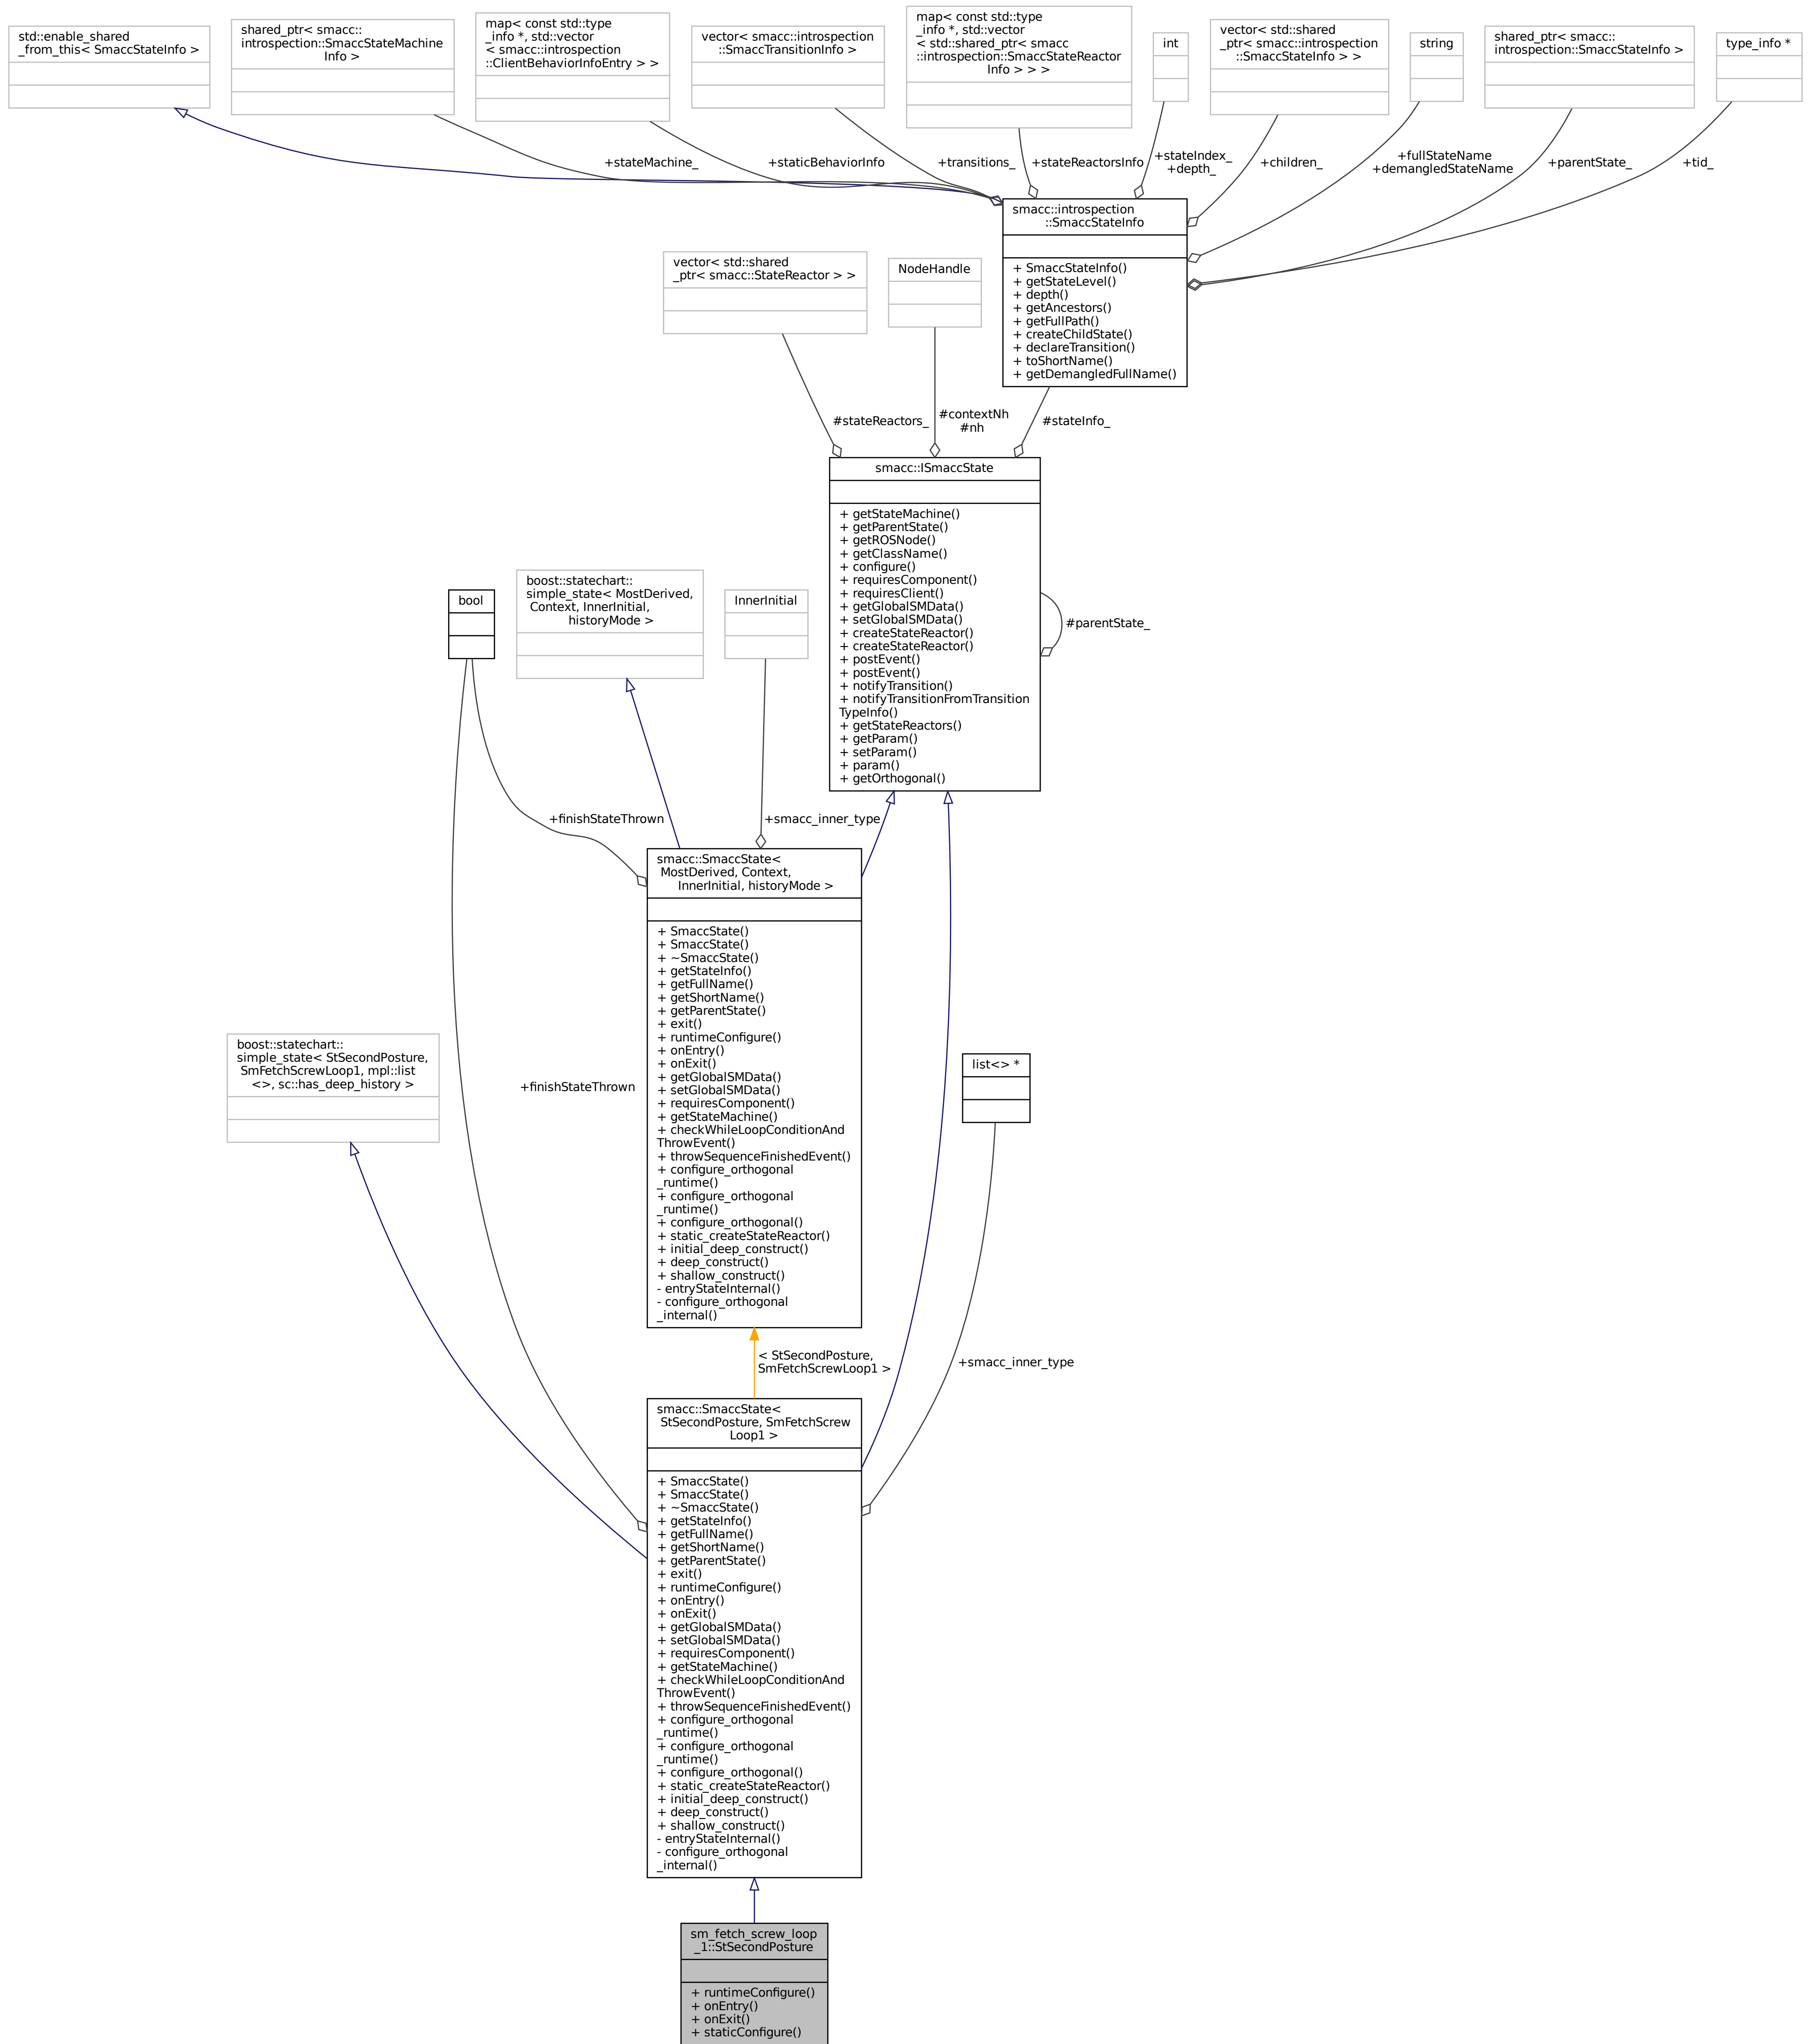 std::enable_shared
_from_this< SmaccStateInfo >
shared_ptr< smacc::
introspection::SmaccStateMachine
Info >
map< const std::type
_info *, std::vector
< smacc::introspection
::ClientBehaviorInfoEntry > >
vector< smacc::introspection
::SmaccTransitionInfo >
map< const std::type
_info *, std::vector
< std::shared_ptr< smacc
::introspection::SmaccStateReactor
Info > > >
int
vector< std::shared
_ptr< smacc::introspection
::SmaccStateInfo > >
string
shared_ptr< smacc::
introspection::SmaccStateInfo >
type_info *
+stateMachine_
+staticBehaviorInfo
+transitions_
+stateReactorsInfo
+stateIndex_
+depth_
+children_
+fullStateName
+demangledStateName
+parentState_
+tid_
smacc::introspection
::SmaccStateInfo
+ SmaccStateInfo()
+ getStateLevel()
+ depth()
+ getAncestors()
+ getFullPath()
+ createChildState()
+ declareTransition()
+ toShortName()
+ getDemangledFullName()
vector< std::shared
_ptr< smacc::StateReactor > >
NodeHandle
#stateReactors_
#contextNh
#nh
#stateInfo_
smacc::ISmaccState
+ getStateMachine()
+ getParentState()
+ getROSNode()
+ getClassName()
+ configure()
+ requiresComponent()
+ requiresClient()
+ getGlobalSMData()
+ setGlobalSMData()
+ createStateReactor()
+ createStateReactor()
+ postEvent()
+ postEvent()
+ notifyTransition()
+ notifyTransitionFromTransition
TypeInfo()
+ getStateReactors()
+ getParam()
+ setParam()
+ param()
+ getOrthogonal()
#parentState_
bool
boost::statechart::
simple_state< MostDerived,
Context, InnerInitial,
historyMode >
InnerInitial
+finishStateThrown
+smacc_inner_type
smacc::SmaccState<
MostDerived, Context,
InnerInitial, historyMode >
+ SmaccState()
+ SmaccState()
+ ~SmaccState()
+ getStateInfo()
+ getFullName()
+ getShortName()
+ getParentState()
+ exit()
+ runtimeConfigure()
+ onEntry()
+ onExit()
+ getGlobalSMData()
+ setGlobalSMData()
+ requiresComponent()
+ getStateMachine()
+ checkWhileLoopConditionAnd
ThrowEvent()
+ throwSequenceFinishedEvent()
+ configure_orthogonal
_runtime()
+ configure_orthogonal
_runtime()
+ configure_orthogonal()
+ static_createStateReactor()
+ initial_deep_construct()
+ deep_construct()
+ shallow_construct()
- entryStateInternal()
- configure_orthogonal
_internal()
boost::statechart::
simple_state< StSecondPosture,
SmFetchScrewLoop1, mpl::list
<>, sc::has_deep_history >
+finishStateThrown
list<> *
< StSecondPosture,
SmFetchScrewLoop1 >
+smacc_inner_type
smacc::SmaccState<
StSecondPosture, SmFetchScrew
Loop1 >
+ SmaccState()
+ SmaccState()
+ ~SmaccState()
+ getStateInfo()
+ getFullName()
+ getShortName()
+ getParentState()
+ exit()
+ runtimeConfigure()
+ onEntry()
+ onExit()
+ getGlobalSMData()
+ setGlobalSMData()
+ requiresComponent()
+ getStateMachine()
+ checkWhileLoopConditionAnd
ThrowEvent()
+ throwSequenceFinishedEvent()
+ configure_orthogonal
_runtime()
+ configure_orthogonal
_runtime()
+ configure_orthogonal()
+ static_createStateReactor()
+ initial_deep_construct()
+ deep_construct()
+ shallow_construct()
- entryStateInternal()
- configure_orthogonal
_internal()
sm_fetch_screw_loop
_1::StSecondPosture
+ runtimeConfigure()
+ onEntry()
+ onExit()
+ staticConfigure()